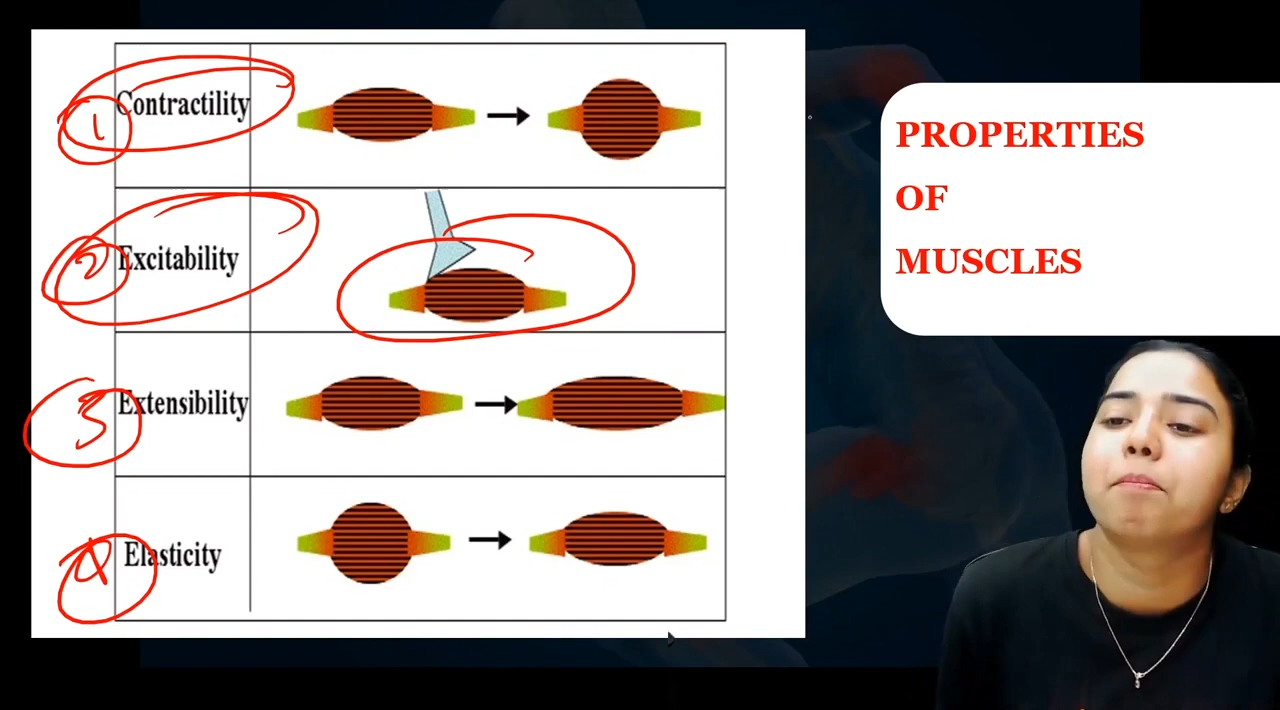 1 Contractility
2 Excitability
3 Extensibility
4 Elasticity
PROPERTIES
OF
MUSCLES